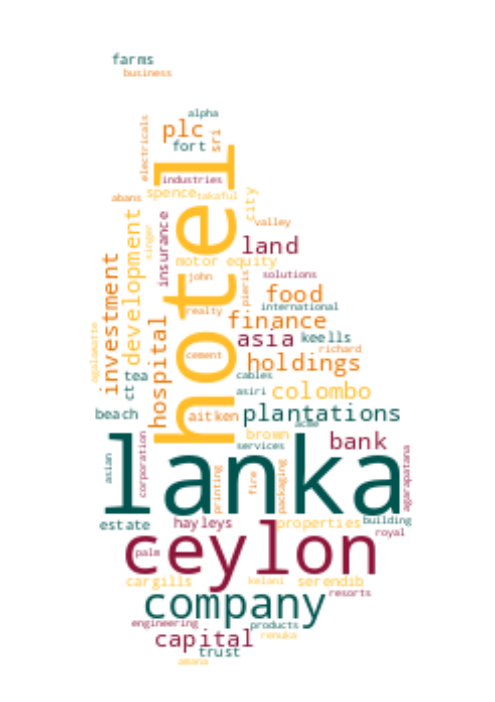 farms
business
alpha
plc
sri
fort
electricals
industries
hotel
abans
spence
takaful
city
singer
development
insurance
valley
land
motor
equity
investment
john
pieris
solutions
food
realty
international
hospital
finance
agalawatte
asia
keells
cement
richard
holdings
tea
cables
ct
asiri
colombo
beach
aitken
plantations
acme
lanka
brown
bank
services
asian
corporation
printing
fire
packaging
agarapatana
estate
hayleys
properties
building
royal
ceylon
palm
cargills
kelani
serendib
resorts
company
engineering
products
capital
renuka
trust
amana